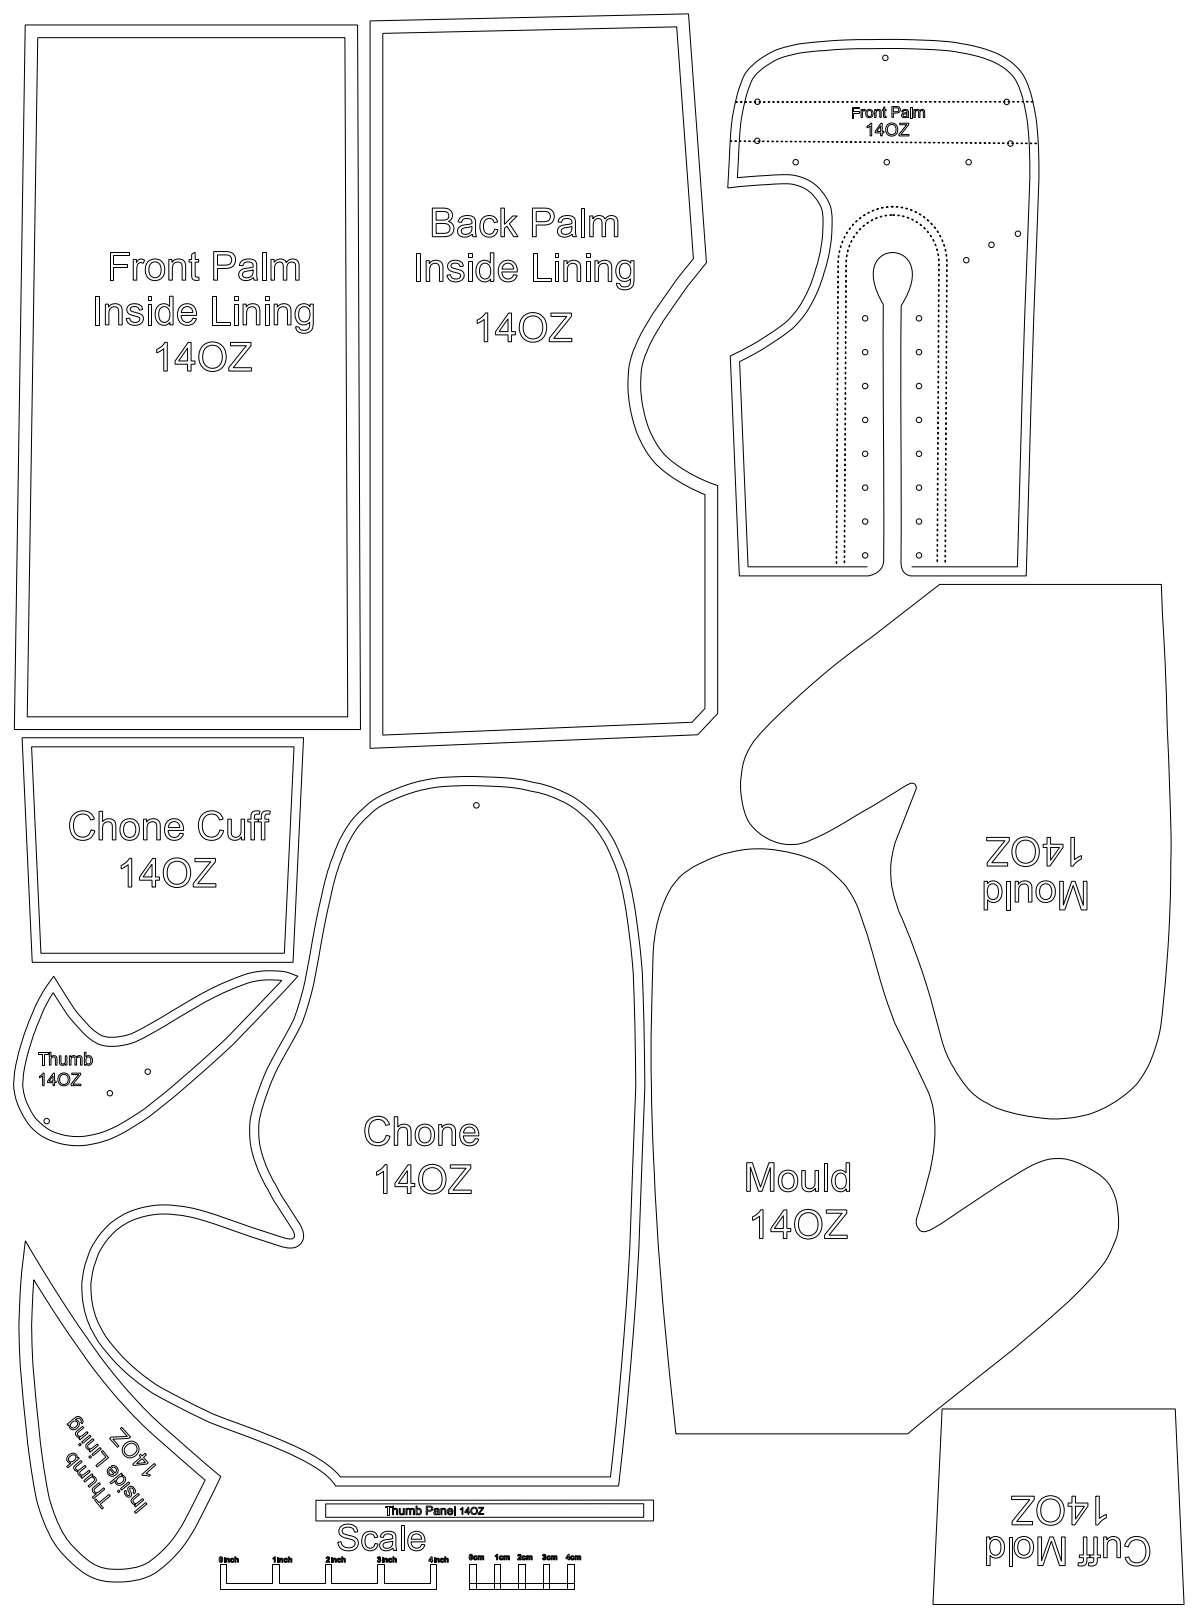 Front Palm
Inside Lining
14OZ
Back Palm
Inside Lining
14OZ
Front Palm
14OZ
Chone Cuff
14OZ
Mould
14OZ
Thumb
14OZ
Chone
14OZ
Mould
14OZ
Thumb
Inside Lining
14OZ
Thumb Panel 14OZ
Cuff Mold
14OZ
Scale
0inch 1inch 2inch 3inch 4inch
0cm 1cm 2cm 3cm 4cm